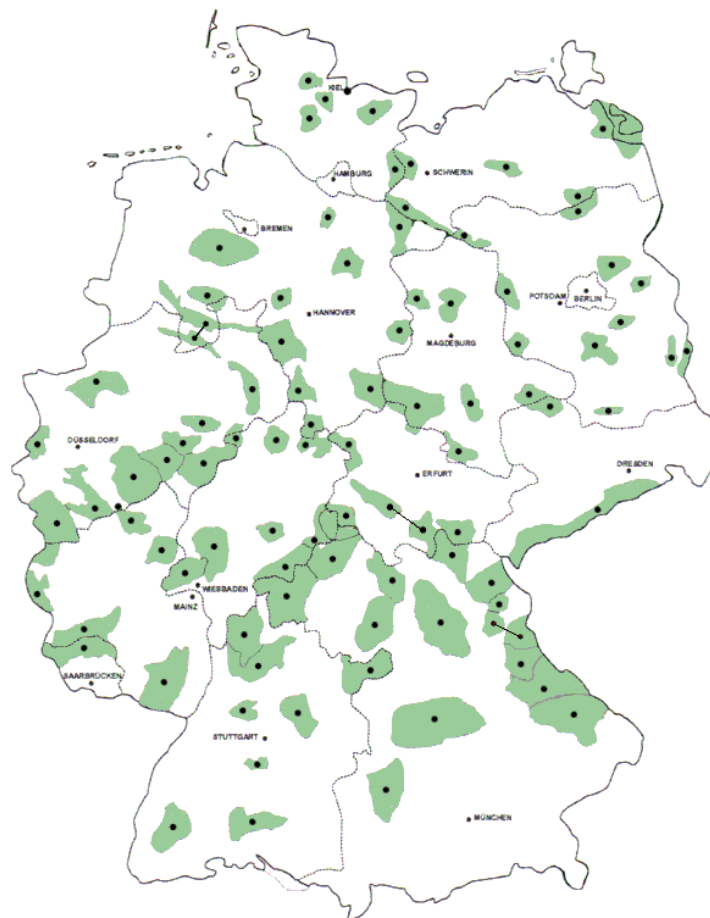 KIEL
HAMBURG
SCHWERIN
BREMEN
POTSDAM
BERLIN
HANNOVER
MAGDEBURG
DÜSSELDORF
ERFURT
DRESDEN
WIESBADEN
MAINZ
SAARBRÜCKEN
STUTTGART
MÜNCHEN